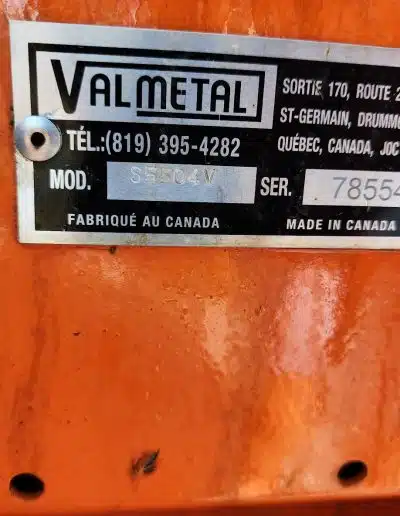 VALMETAL
SORTIE 170, ROUTE 2
ST-GERMAIN, DRUMMO
QUÉBEC, CANADA, JOC
TÉL.:(819) 395-4282
MOD. SER. 78554
FABRIQUÉ AU CANADA MADE IN CANADA